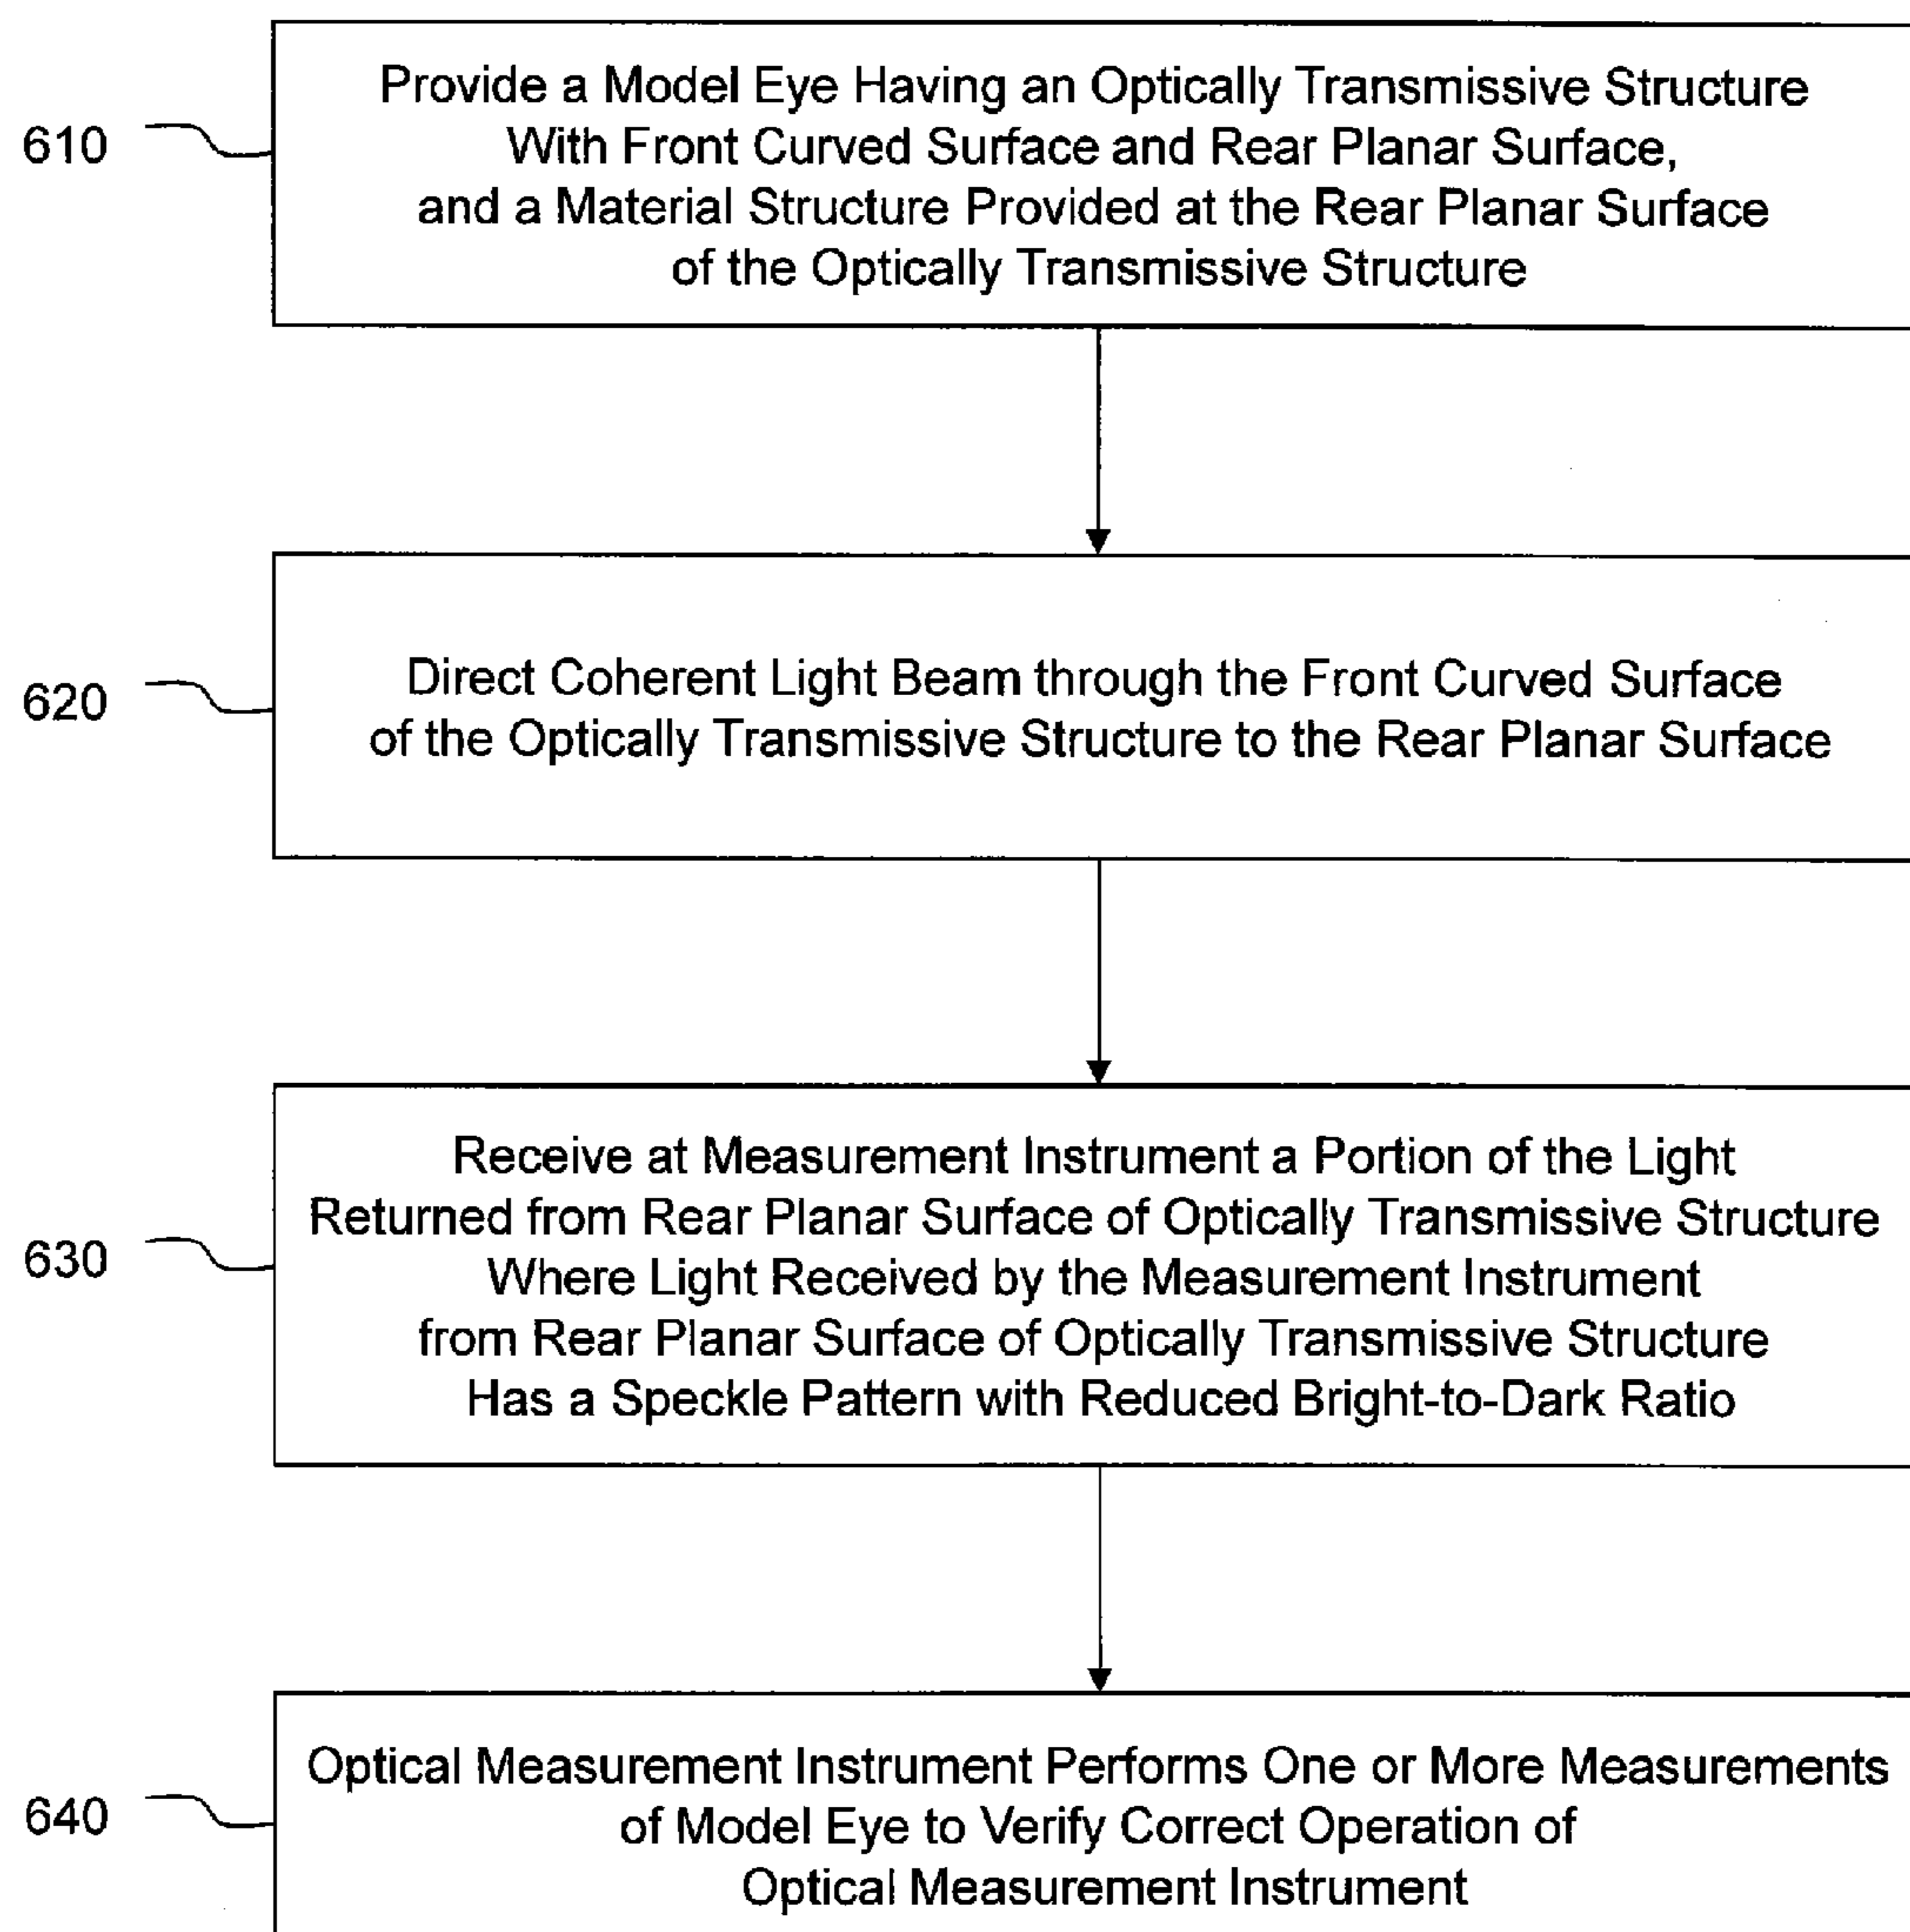 610
Provide a Model Eye Having an Optically Transmissive Structure
With Front Curved Surface and Rear Planar Surface,
and a Material Structure Provided at the Rear Planar Surface
of the Optically Transmissive Structure
620
Direct Coherent Light Beam through the Front Curved Surface
of the Optically Transmissive Structure to the Rear Planar Surface
630
Receive at Measurement Instrument a Portion of the Light
Returned from Rear Planar Surface of Optically Transmissive Structure
Where Light Received by the Measurement Instrument
from Rear Planar Surface of Optically Transmissive Structure
Has a Speckle Pattern with Reduced Bright-to-Dark Ratio
640
Optical Measurement Instrument Performs One or More Measurements
of Model Eye to Verify Correct Operation of
Optical Measurement Instrument